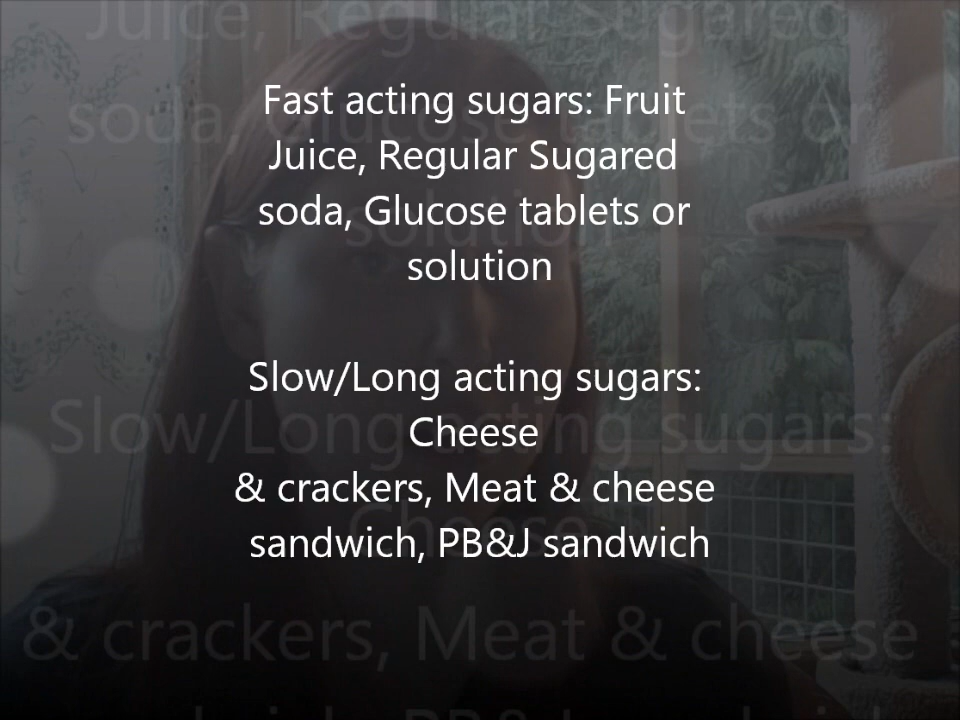 Fast acting sugars: Fruit
Juice, Regular Sugared
soda, Glucose tablets or
solution
Slow/Long acting sugars:
Cheese
& crackers, Meat & cheese
sandwich, PB&J sandwich